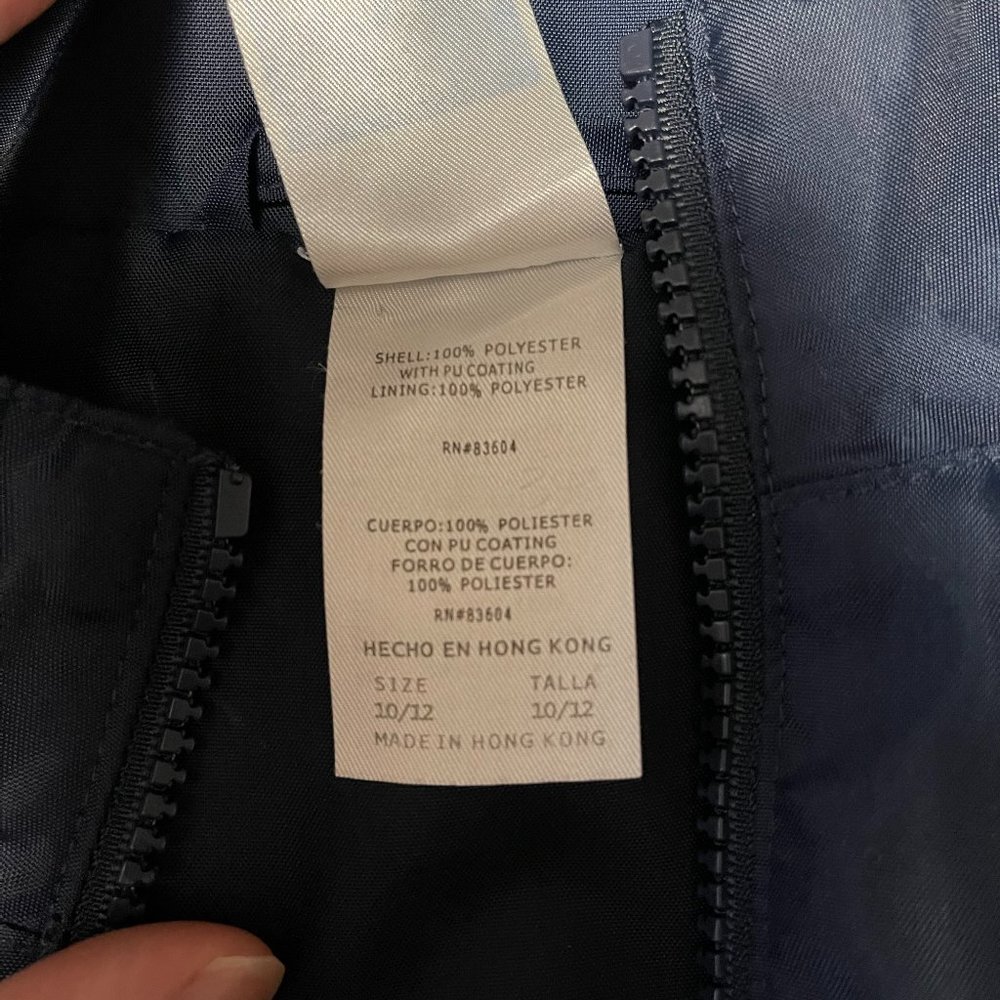 SHELL:100% POLYESTER
WITH PU COATING
LINING:100% POLYESTER
RN#83604
CUERPO:100% POLIESTER
CON PU COATING
FORRO DE CUERPO:
100% POLIESTER
RN#83604
HECHO EN HONG KONG
SIZE TALLA
10/12 10/12
MADE IN HONG KONG